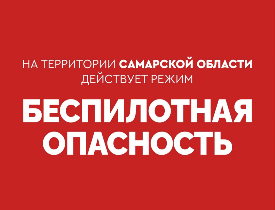 НА ТЕРРИТОРИИ САМАРСКОЙ ОБЛАСТИ
ДЕЙСТВУЕТ РЕЖИМ
БЕСПИЛОТНАЯ
ОПАСНОСТЬ